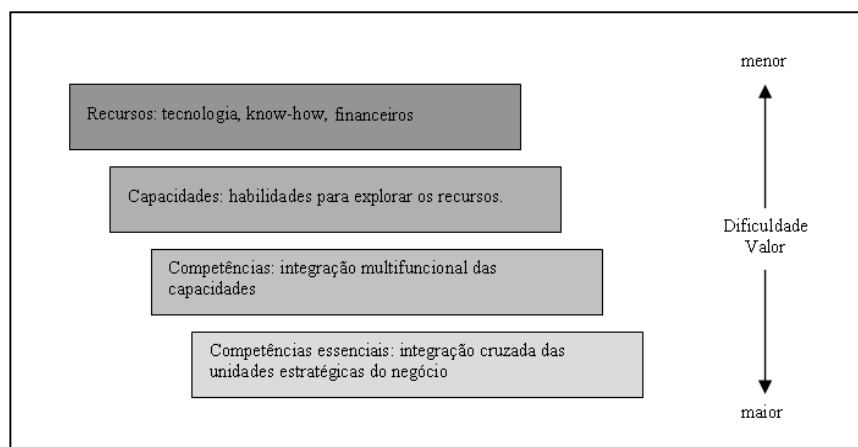 menor
Recursos: tecnologia, know-how, financeiros
Capacidades: habilidades para explorar os recursos.
Dificuldade
Valor
Competências: integração multifuncional das
capacidades
Competências essenciais: integração cruzada das
unidades estratégicas do negócio
maior